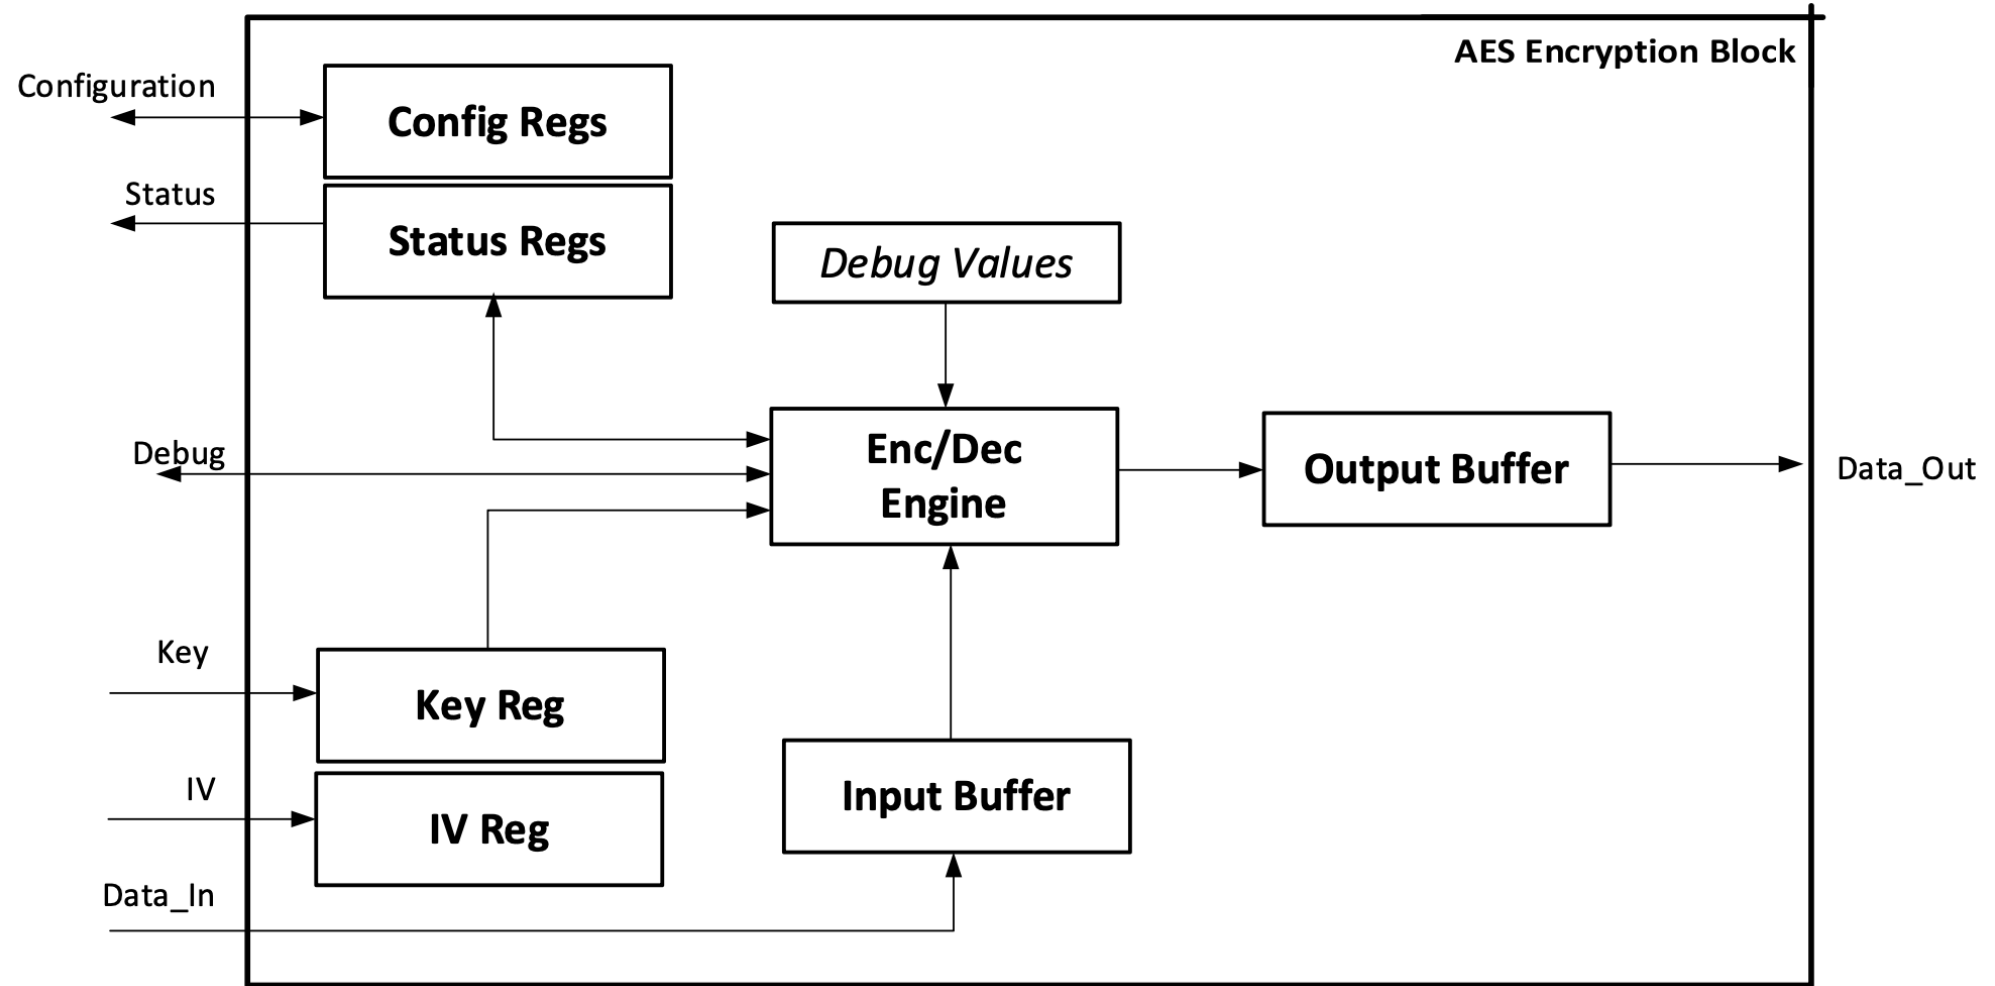 AES Encryption Block
Configuration
Config Regs
Status
Status Regs
Debug Values
Debug
Enc/Dec
Engine
Output Buffer
Data_Out
Key
Key Reg
IV
IV Reg
Input Buffer
Data_In